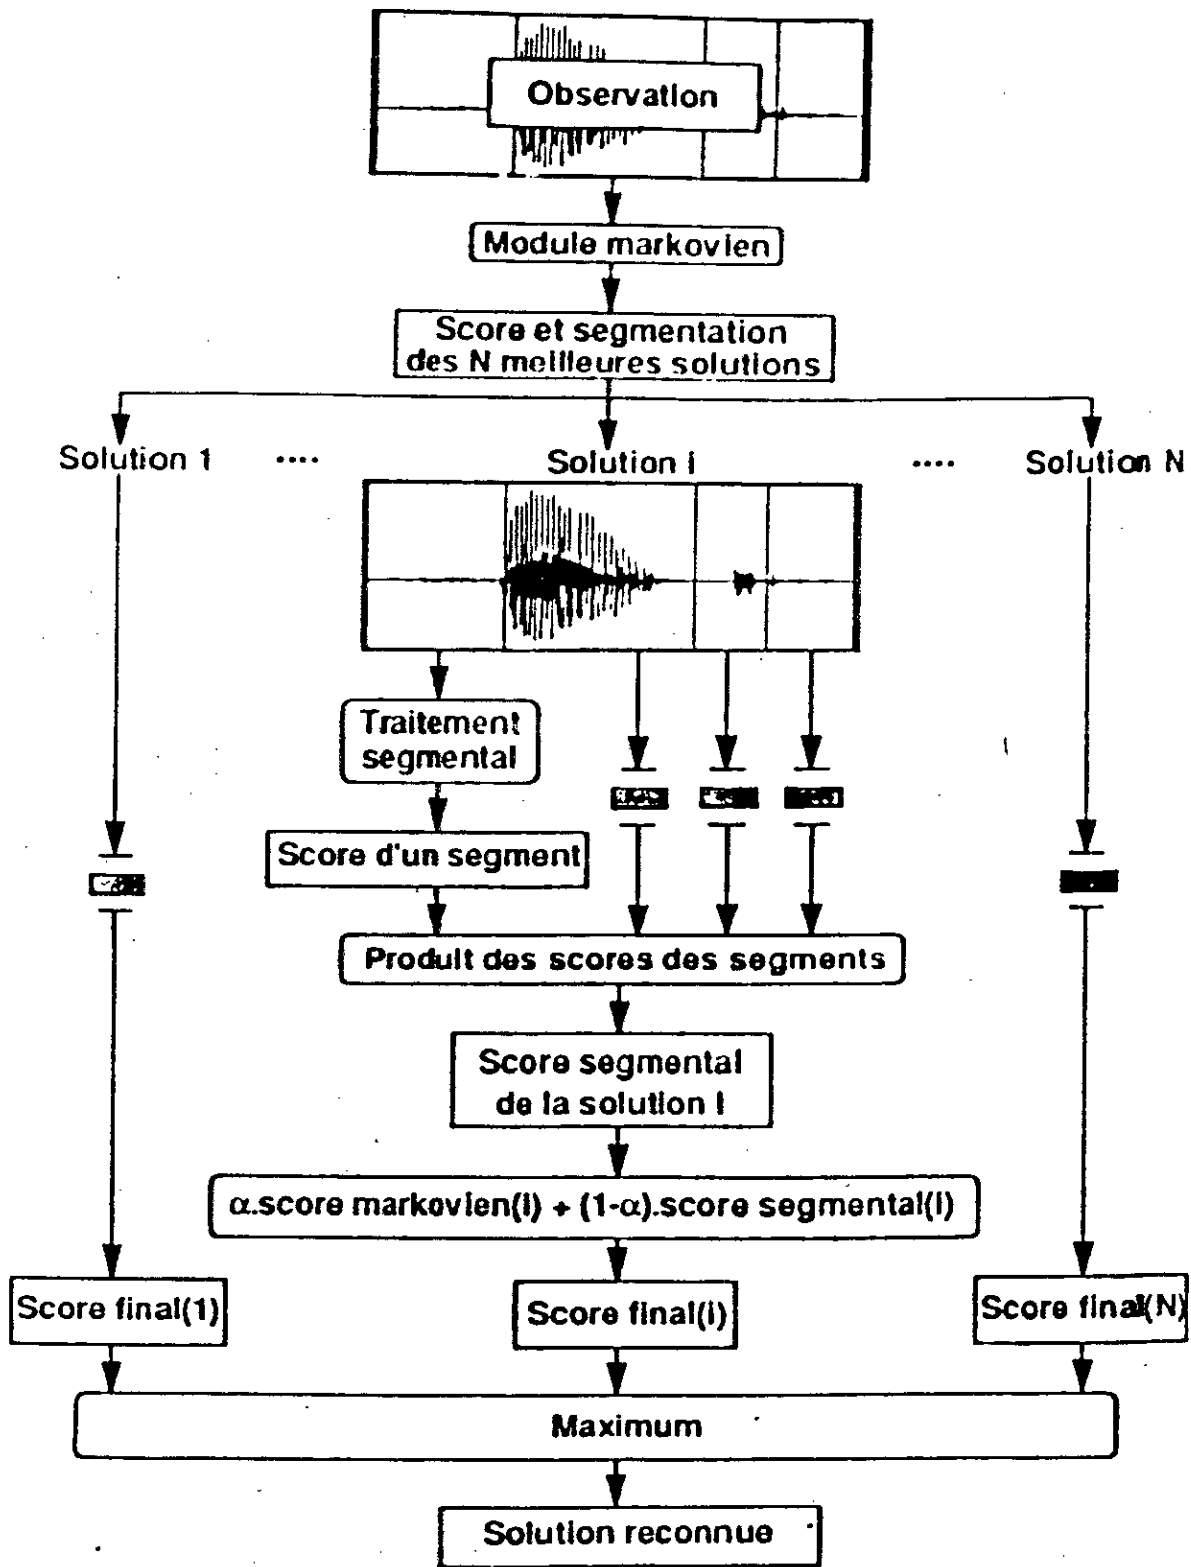 Observation
Module markovien
Score et segmentation
des N meilleures solutions
Solution 1 .... Solution i .... Solution N
Traitement
segmental
Score d'un segment
Produit des scores des segments
Score segmental
de la solution i
α.score markovien(i) + (1-α).score segmental(i)
Score final(1) Score final(i) Score final(N)
Maximum
Solution reconnue